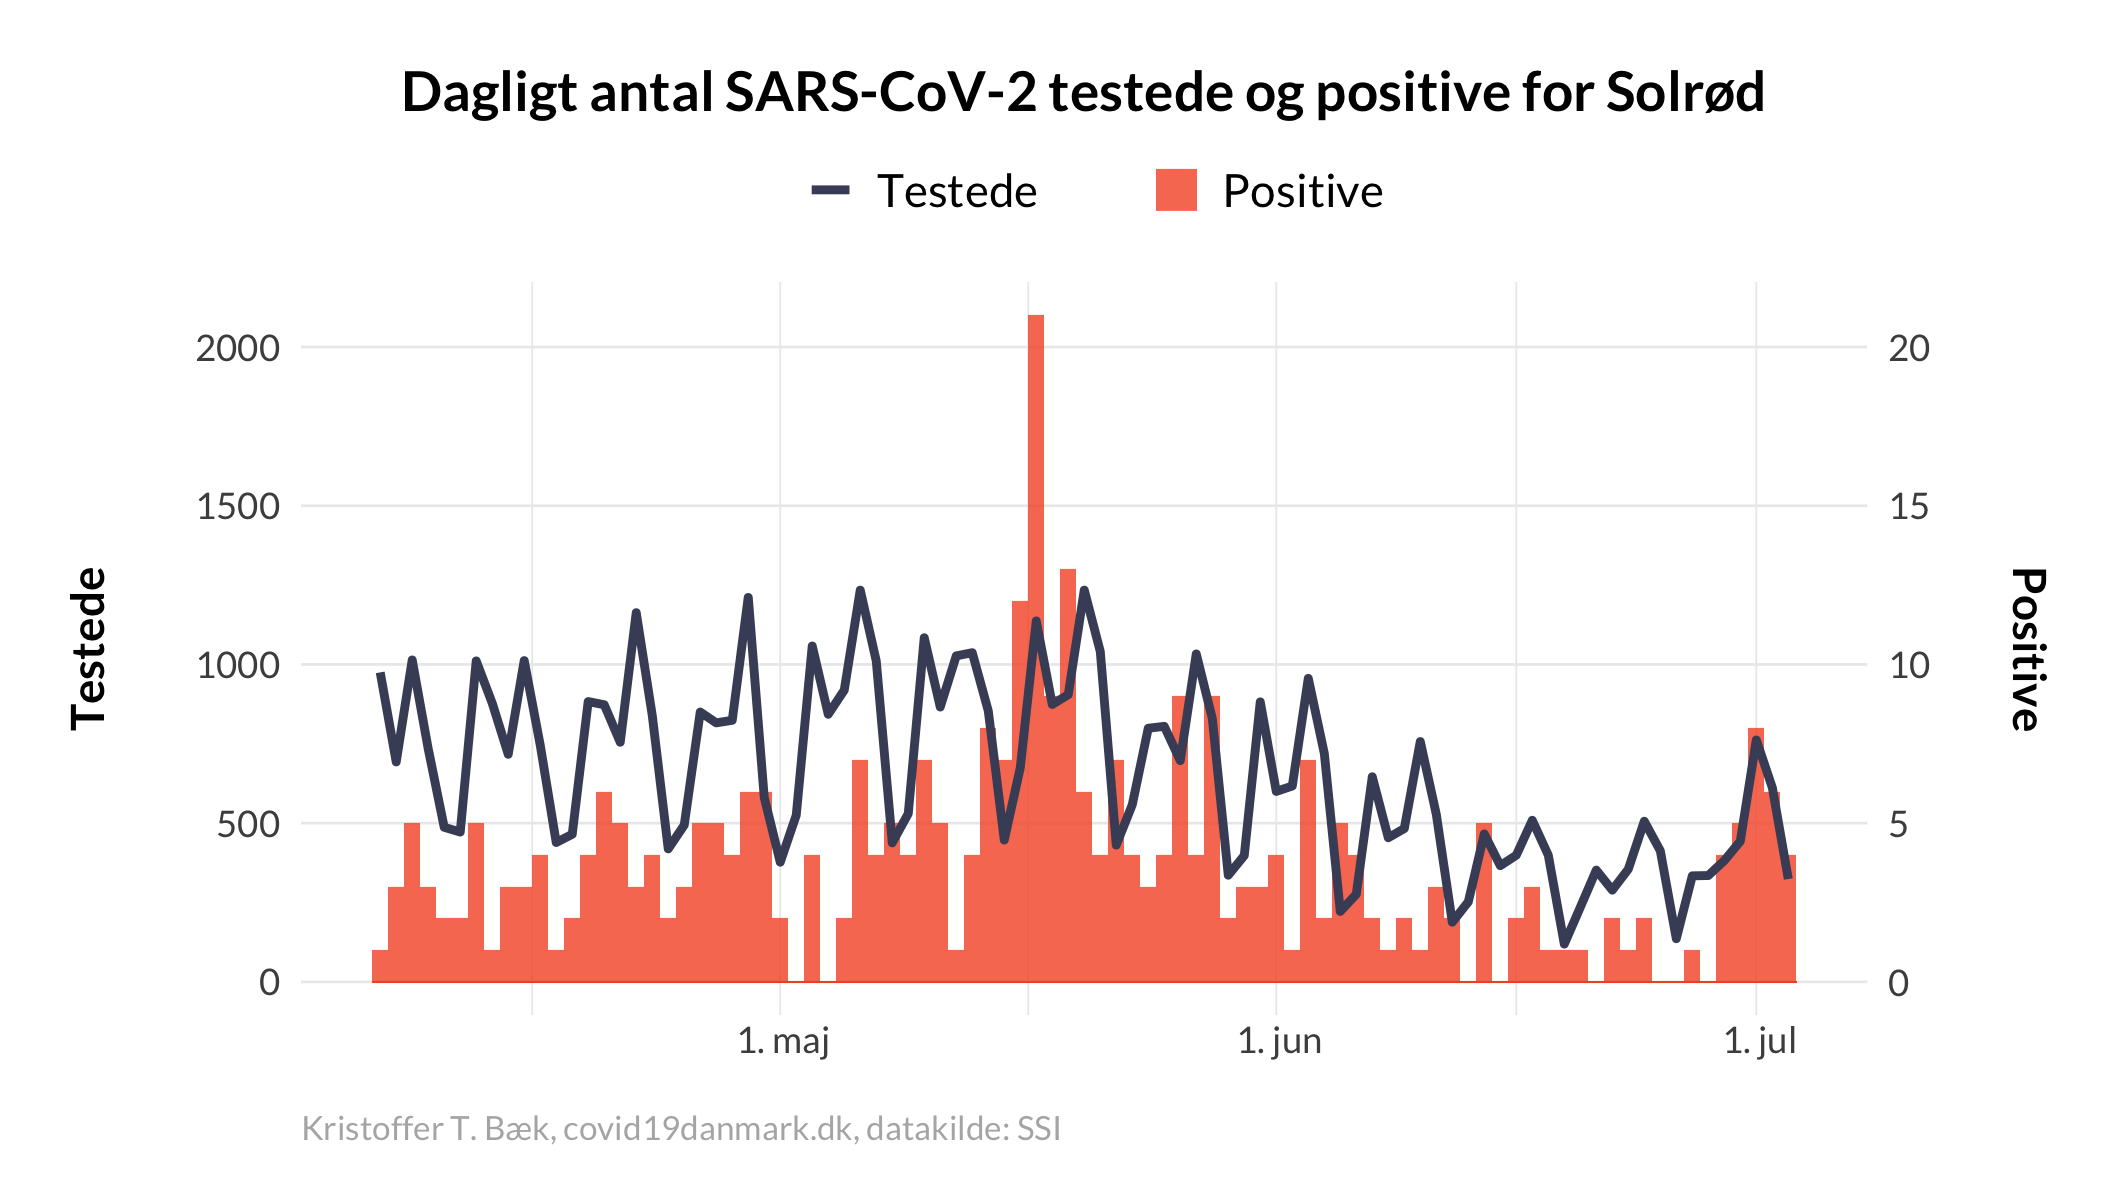 Dagligt antal SARS-CoV-2 testede og positive for Solrød
Testede Positive
2000 20
1500 15
1000 10
500 5
0 0
Testede
Positive
1. maj 1. jun 1. jul
Kristoffer T. Bæk, covid19danmark.dk, datakilde: SSI